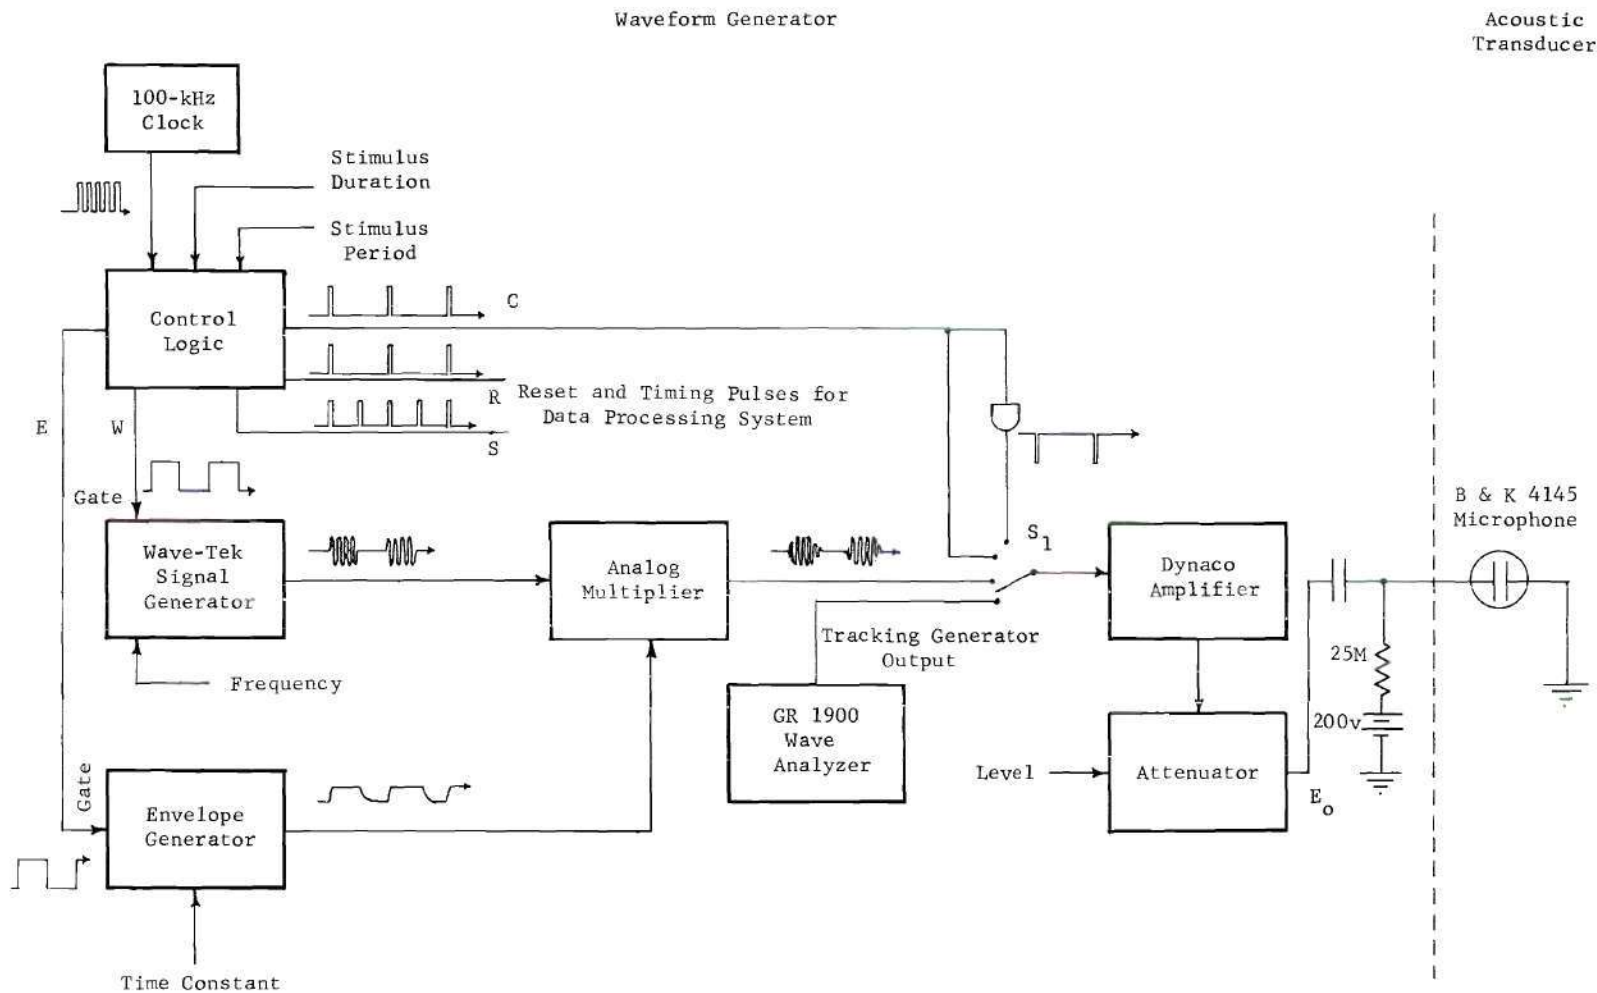 Waveform Generator
Acoustic
Transducer
100-kHz
Clock
Stimulus
Duration
Stimulus
Period
Control
Logic
C
R
Reset and Timing Pulses for
Data Processing System
S
E
W
Gate
Wave-Tek
Signal
Generator
Analog
Multiplier
S1
Dynaco
Amplifier
B & K 4145
Microphone
Tracking Generator
Output
Frequency
25M
200v
GR 1900
Wave
Analyzer
Level
Attenuator
Eo
Gate
Envelope
Generator
Time Constant